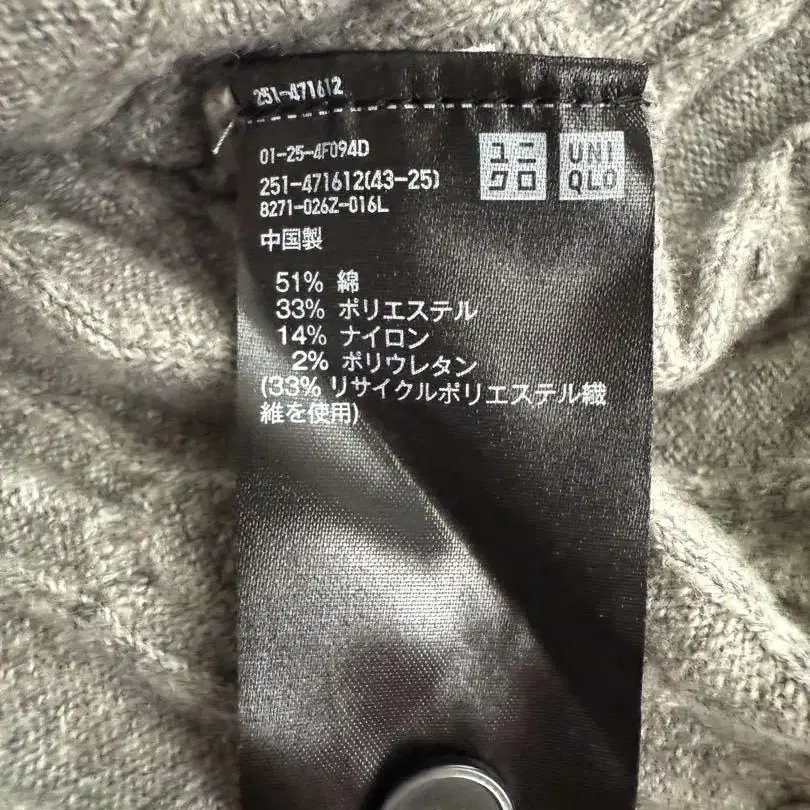 251-471612
01-25-4F094D
251-471612(43-25)
8271-026Z-016L
中国製
ユニ
クロ
UNI
QLO
51% 綿
33% ポリエステル
14% ナイロン
2% ポリウレタン
(33% リサイクルポリエステル繊
維を使用)